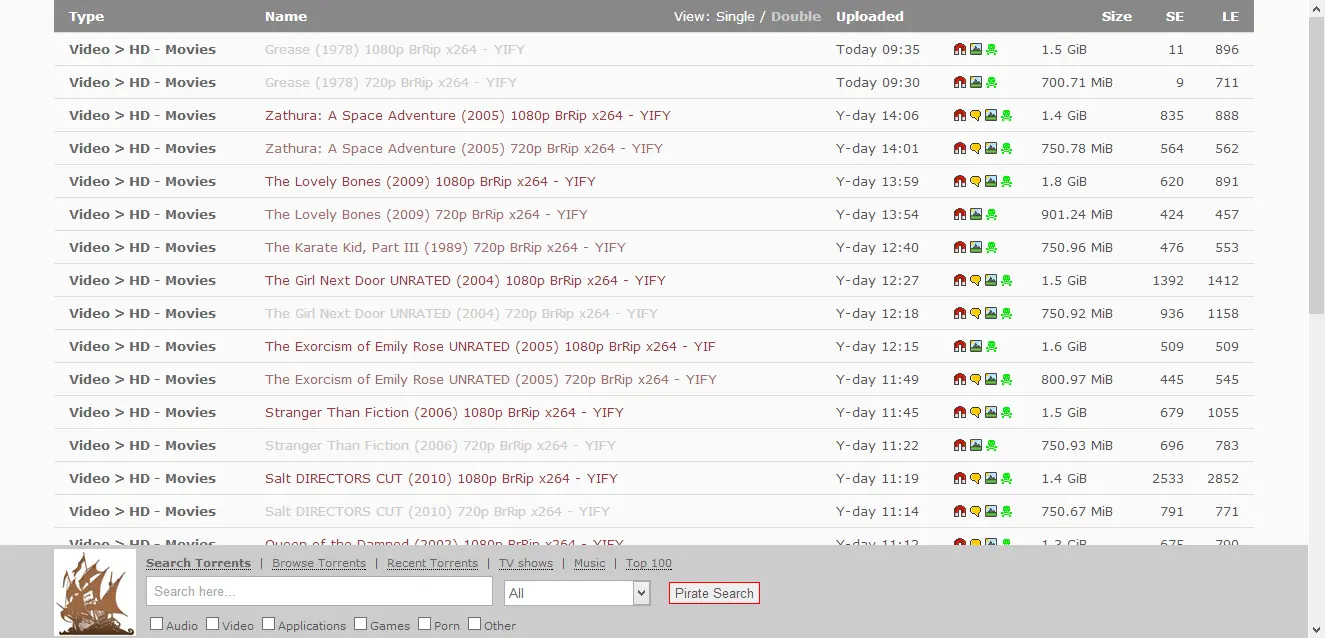 Type Name View: Single / Double Uploaded Size SE LE
Video > HD - Movies Grease (1978) 1080p BrRip x264 - YIFY Today 09:35 1.5 GiB 11 896
Video > HD - Movies Grease (1978) 720p BrRip x264 - YIFY Today 09:30 700.71 MiB 9 711
Video > HD - Movies Zathura: A Space Adventure (2005) 1080p BrRip x264 - YIFY Y-day 14:06 1.4 GiB 835 888
Video > HD - Movies Zathura: A Space Adventure (2005) 720p BrRip x264 - YIFY Y-day 14:01 750.78 MiB 564 562
Video > HD - Movies The Lovely Bones (2009) 1080p BrRip x264 - YIFY Y-day 13:59 1.8 GiB 620 891
Video > HD - Movies The Lovely Bones (2009) 720p BrRip x264 - YIFY Y-day 13:54 901.24 MiB 424 457
Video > HD - Movies The Karate Kid, Part III (1989) 720p BrRip x264 - YIFY Y-day 12:40 750.96 MiB 476 553
Video > HD - Movies The Girl Next Door UNRATED (2004) 1080p BrRip x264 - YIFY Y-day 12:27 1.5 GiB 1392 1412
Video > HD - Movies The Girl Next Door UNRATED (2004) 720p BrRip x264 - YIFY Y-day 12:18 750.92 MiB 936 1158
Video > HD - Movies The Exorcism of Emily Rose UNRATED (2005) 1080p BrRip x264 - YIF Y-day 12:15 1.6 GiB 509 509
Video > HD - Movies The Exorcism of Emily Rose UNRATED (2005) 720p BrRip x264 - YIFY Y-day 11:49 800.97 MiB 445 545
Video > HD - Movies Stranger Than Fiction (2006) 1080p BrRip x264 - YIFY Y-day 11:45 1.5 GiB 679 1055
Video > HD - Movies Stranger Than Fiction (2006) 720p BrRip x264 - YIFY Y-day 11:22 750.93 MiB 696 783
Video > HD - Movies Salt DIRECTORS CUT (2010) 1080p BrRip x264 - YIFY Y-day 11:19 1.4 GiB 2533 2852
Video > HD - Movies Salt DIRECTORS CUT (2010) 720p BrRip x264 - YIFY Y-day 11:14 750.67 MiB 791 771
Video > HD - Movies Queen of the Damned (2002) 1080p BrRip x264 - YIFY Y-day 11:12 1.3 GiB 675 790
Search Torrents | Browse Torrents | Recent Torrents | TV shows | Music | Top 100
Search here... All Pirate Search
Audio Video Applications Games Porn Other